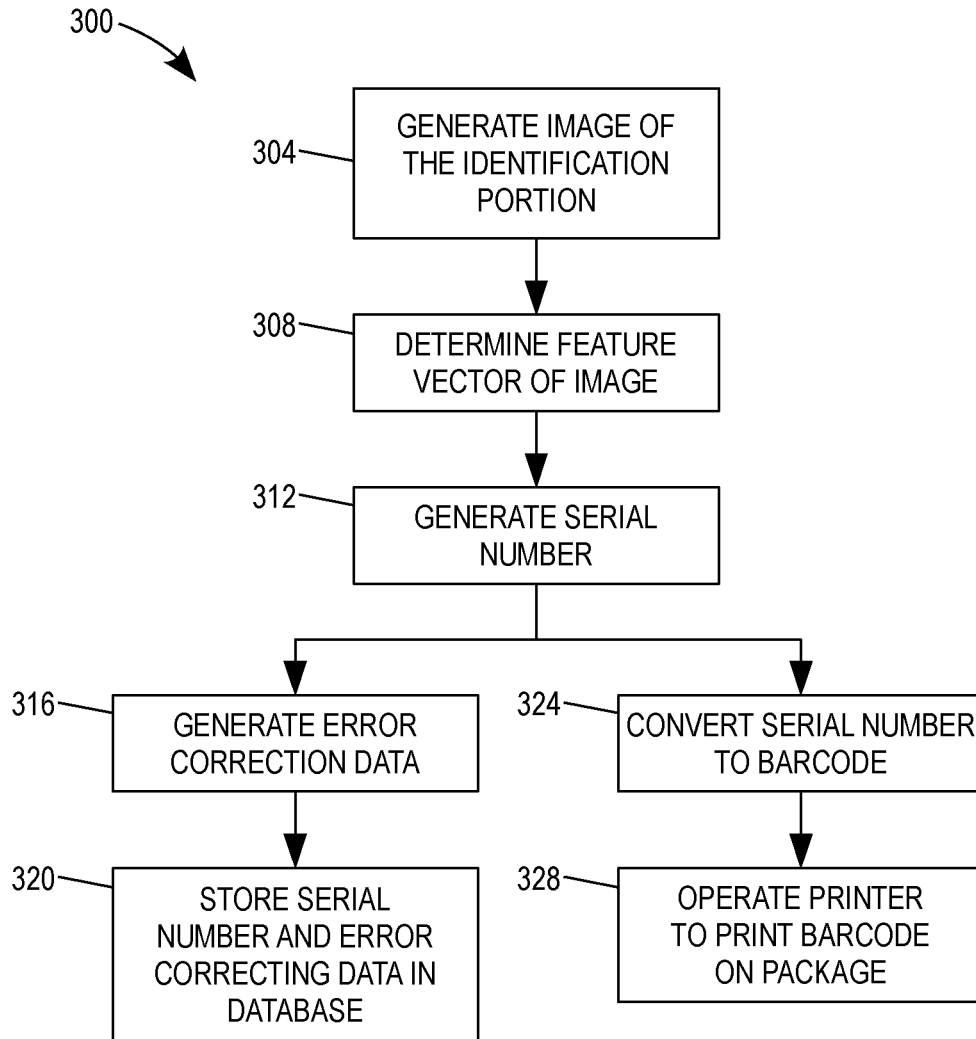 300
304
GENERATE IMAGE OF
THE IDENTIFICATION
PORTION
308
DETERMINE FEATURE
VECTOR OF IMAGE
312
GENERATE SERIAL
NUMBER
316
GENERATE ERROR
CORRECTION DATA
324
CONVERT SERIAL NUMBER
TO BARCODE
320
STORE SERIAL
NUMBER AND ERROR
CORRECTING DATA IN
DATABASE
328
OPERATE PRINTER
TO PRINT BARCODE
ON PACKAGE